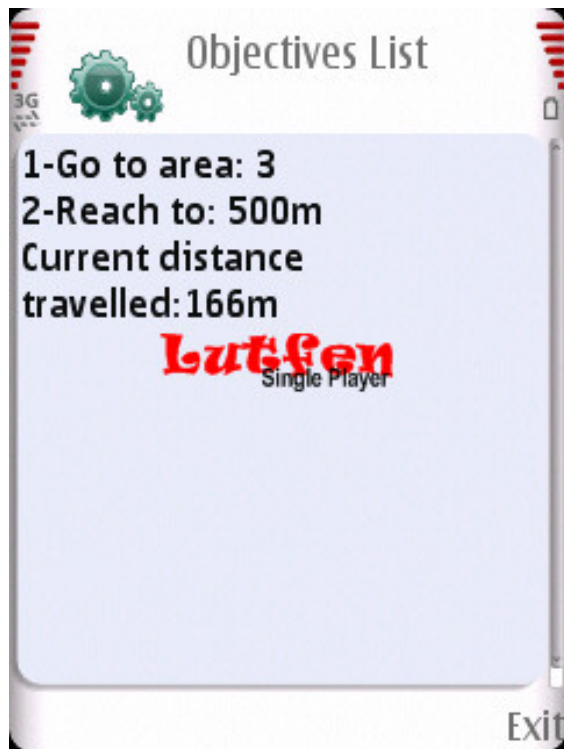 Objectives List
3G
1-Go to area: 3
2-Reach to: 500m
Current distance
travelled:166m
Lutfen
Single Player
Exit